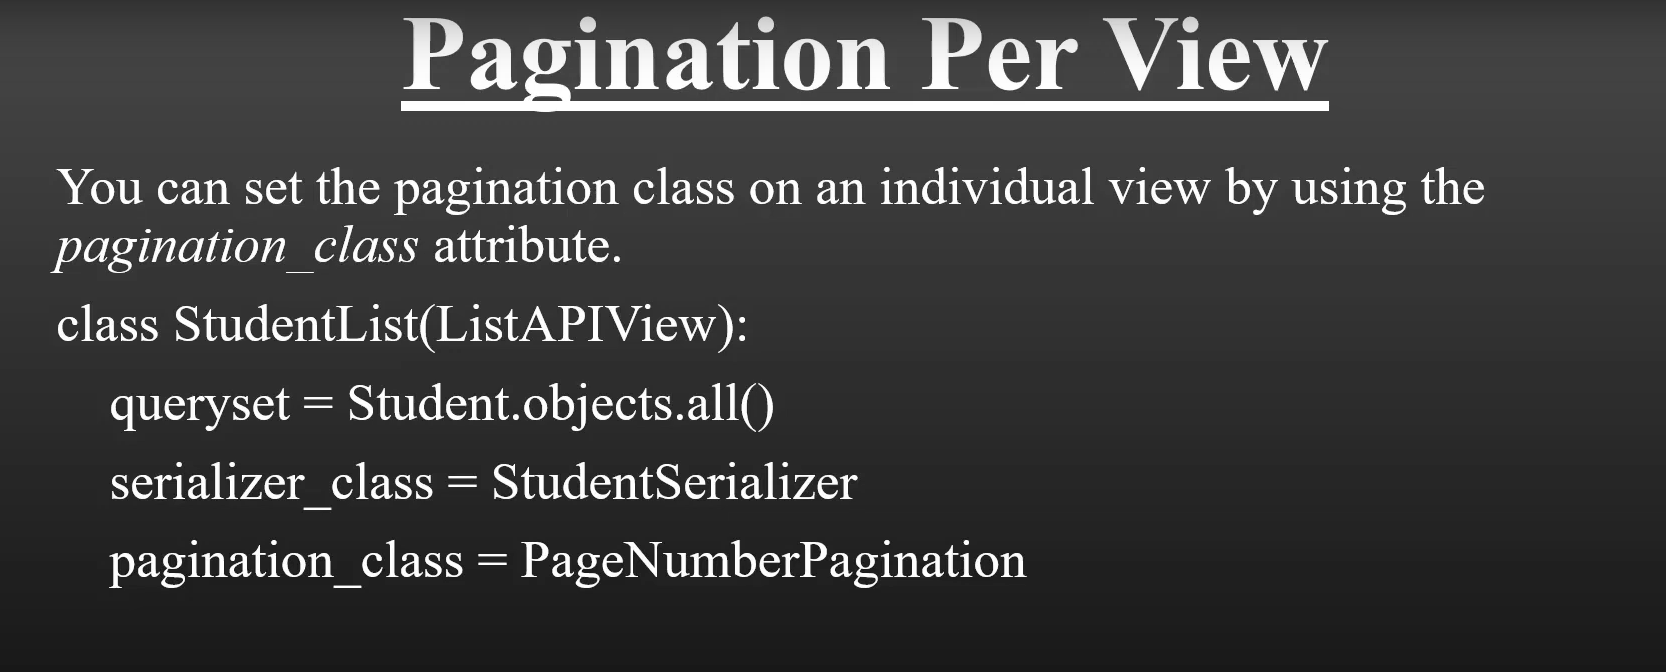 Pagination Per View
You can set the pagination class on an individual view by using the
pagination_class attribute.
class StudentList(ListAPIView):
queryset = Student.objects.all()
serializer_class = StudentSerializer
pagination_class = PageNumberPagination